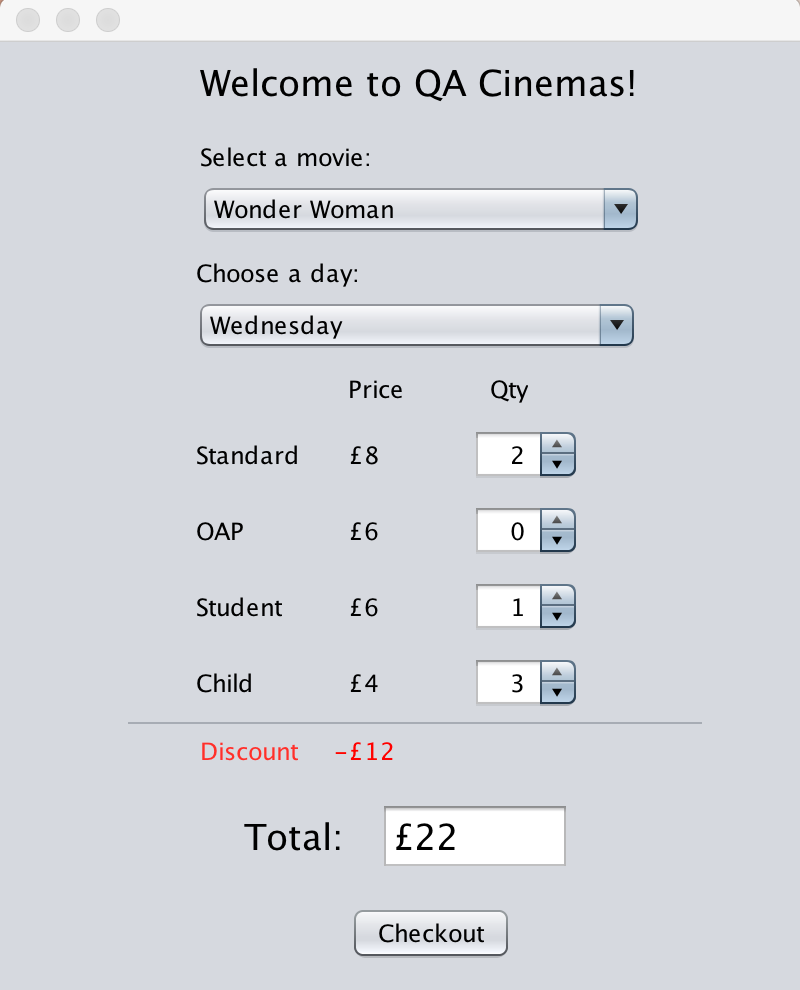 Welcome to QA Cinemas!
Select a movie:
Wonder Woman
Choose a day:
Wednesday
Price Qty
Standard £8 2
OAP £6 0
Student £6 1
Child £4 3
Discount -£12
Total: £22
Checkout